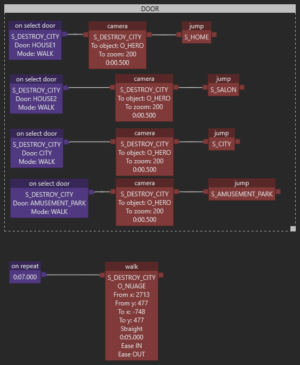 DOOR
on select door
S_DESTROY_CITY
Door: HOUSE1
Mode: WALK
camera
S_DESTROY_CITY
To object: O_HERO
To zoom: 200
0:00.500
jump
S_HOME
on select door
S_DESTROY_CITY
Door: HOUSE2
Mode: WALK
camera
S_DESTROY_CITY
To object: O_HERO
To zoom: 200
0:00.500
jump
S_SALON
on select door
S_DESTROY_CITY
Door: CITY
Mode: WALK
camera
S_DESTROY_CITY
To object: O_HERO
To zoom: 200
0:00.500
jump
S_CITY
on select door
S_DESTROY_CITY
Door: AMUSEMENT_PARK
Mode: WALK
camera
S_DESTROY_CITY
To object: O_HERO
To zoom: 200
0:00.500
jump
S_AMUSEMENT_PARK
on repeat
0:07.000
walk
S_DESTROY_CITY
O_NUAGE
From x: 2713
From y: 477
To x: -748
To y: 477
Straight
0:05.000
Ease IN
Ease OUT